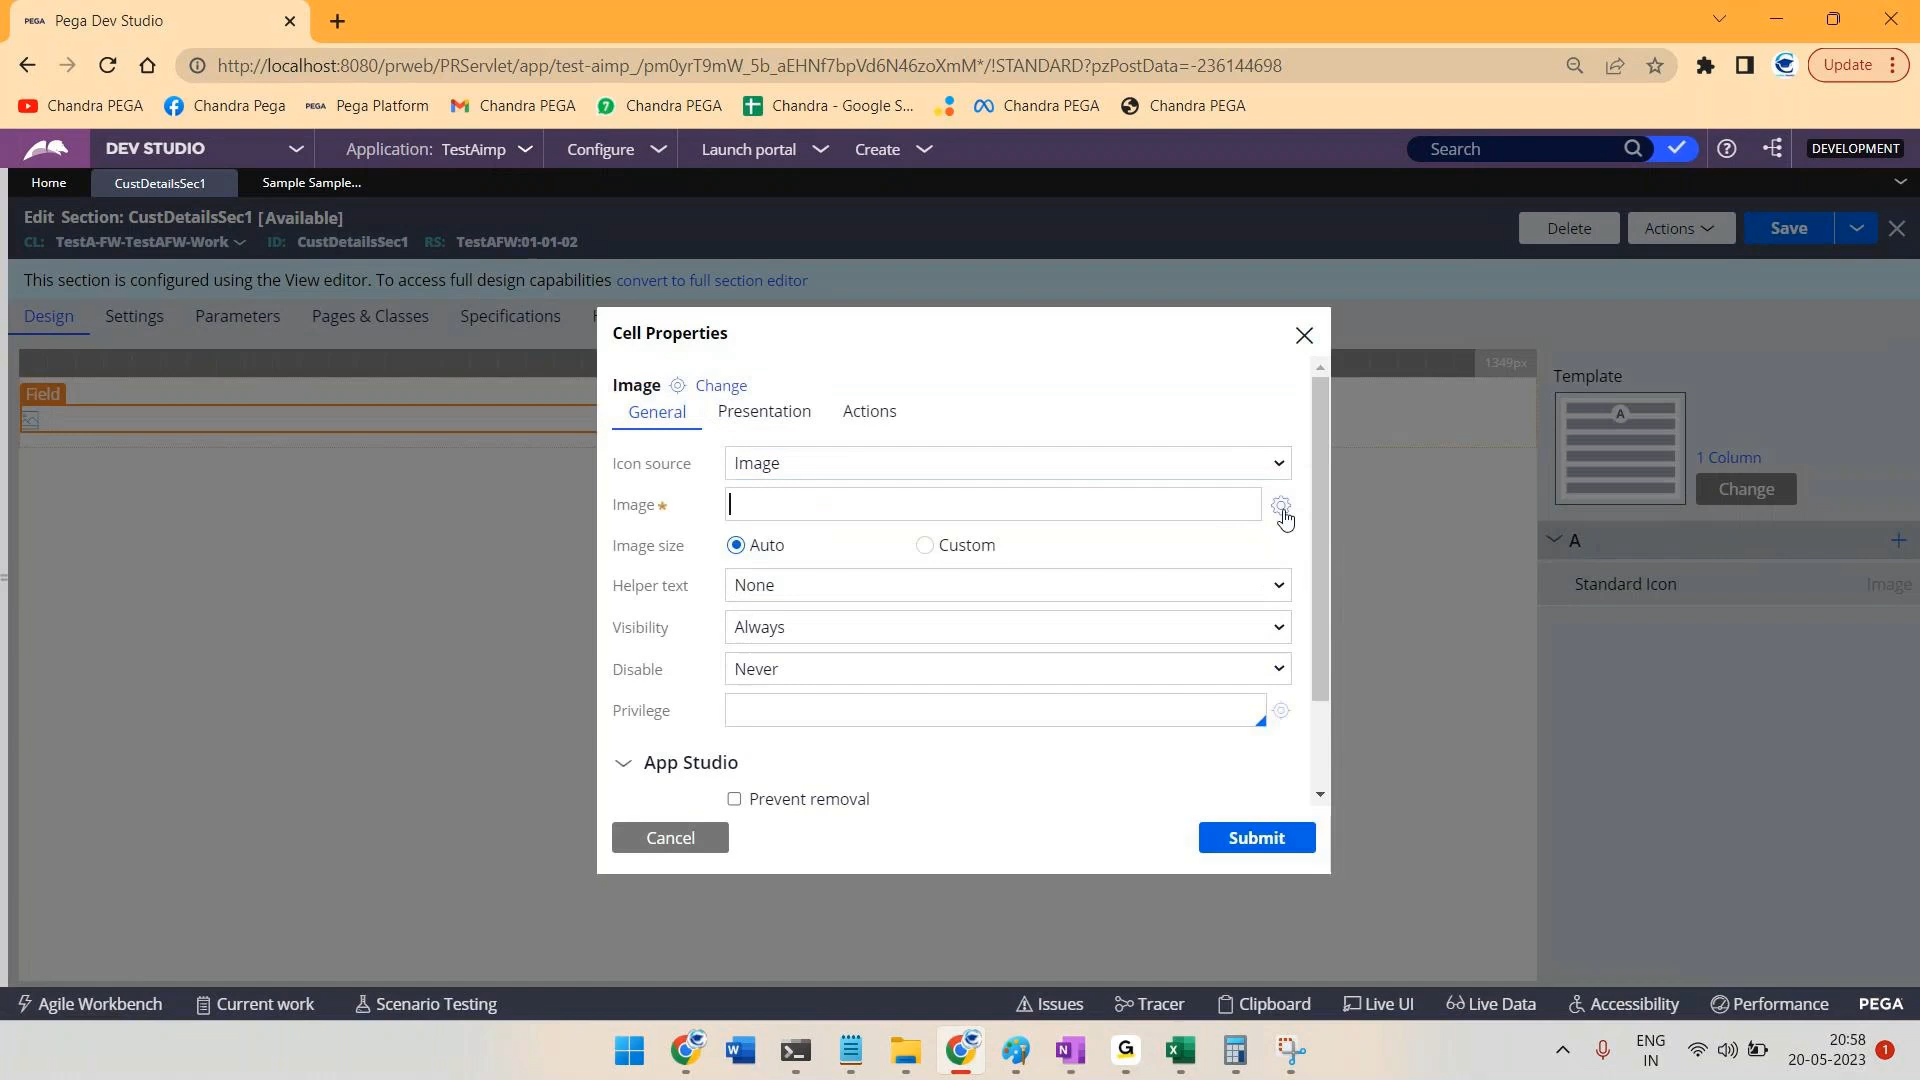 PEGA Pega Dev Studio
http://localhost:8080/prweb/PRServlet/app/test-aimp_/pm0yrT9mW_5b_aEHNf7bpVd6N46zoXmM*/!STANDARD?pzPostData=-236144698
Update
Chandra PEGA
Chandra Pega
PEGA Pega Platform
Chandra PEGA
Chandra PEGA
Chandra - Google S...
Chandra PEGA
Chandra PEGA
DEV STUDIO
Application: TestAimp
Configure
Launch portal
Create
Search
DEVELOPMENT
Home
CustDetailsSec1
Sample Sample...
Edit Section: CustDetailsSec1 [Available]
CL: TestA-FW-TestAFW-Work ID: CustDetailsSec1 RS: TestAFW:01-01-02
Delete
Actions
Save
This section is configured using the View editor. To access full design capabilities convert to full section editor
Design
Settings
Parameters
Pages & Classes
Specifications
1349px
Field
Template
A
1 Column
Change
A
Standard Icon
Image
Cell Properties
Image Change
General
Presentation
Actions
Icon source Image
Image
Image size Auto Custom
Helper text None
Visibility Always
Disable Never
Privilege
App Studio
Prevent removal
Cancel
Submit
Agile Workbench
Current work
Scenario Testing
Issues
Tracer
Clipboard
Live UI
Live Data
Accessibility
Performance
PEGA
ENG
IN
20:58
20-05-2023
1